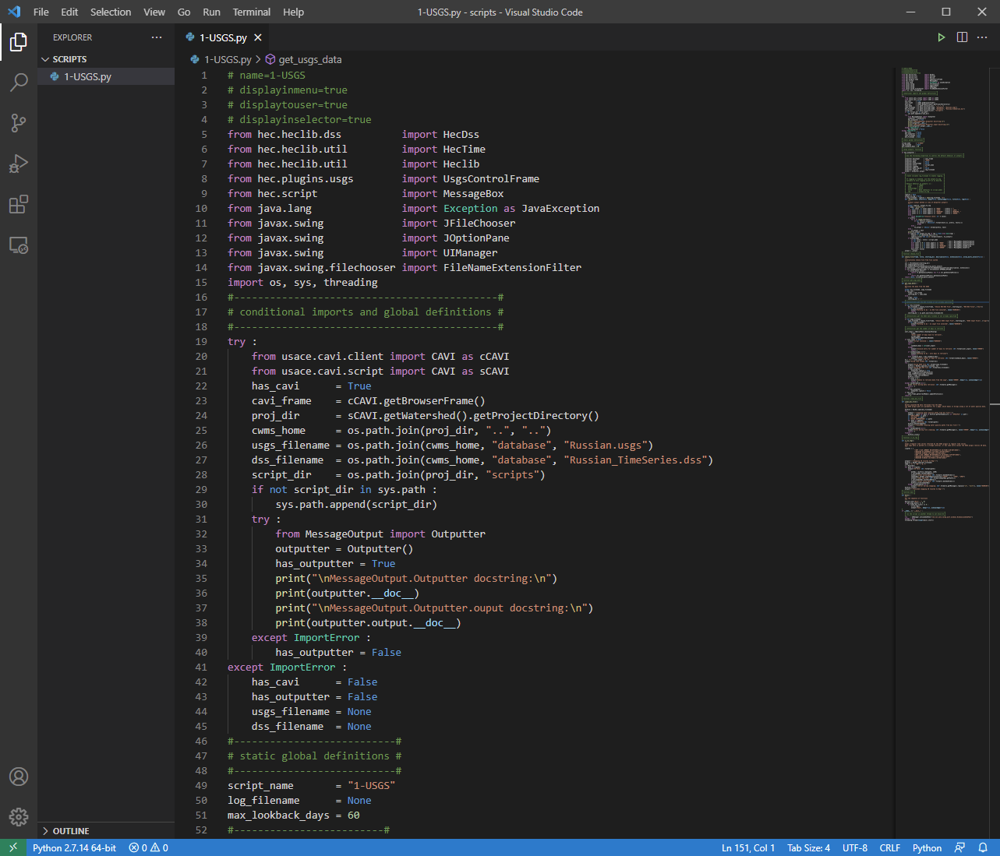 File Edit Selection View Go Run Terminal Help 1-USGS.py - scripts - Visual Studio Code
EXPLORER
SCRIPTS
1-USGS.py
OUTLINE
1-USGS.py
1-USGS.py > get_usgs_data
1 # name=1-USGS
2 # displayinmenu=true
3 # displaytouser=true
4 # displayinselector=true
5 from hec.heclib.dss          import HecDss
6 from hec.heclib.util         import HecTime
7 from hec.heclib.util         import Heclib
8 from hec.plugins.usgs        import UsgsControlFrame
9 from hec.script              import MessageBox
10 from java.lang               import Exception as JavaException
11 from javax.swing             import JFileChooser
12 from javax.swing             import JOptionPane
13 from javax.swing             import UIManager
14 from javax.swing.filechooser import FileNameExtensionFilter
15 import os, sys, threading
16 #--------------------------------------------#
17 # conditional imports and global definitions #
18 #--------------------------------------------#
19 try :
20     from usace.cavi.client import CAVI as cCAVI
21     from usace.cavi.script import CAVI as sCAVI
22     has_cavi      = True
23     cavi_frame    = cCAVI.getBrowserFrame()
24     proj_dir      = sCAVI.getWatershed().getProjectDirectory()
25     cwms_home     = os.path.join(proj_dir, "..", "..")
26     usgs_filename = os.path.join(cwms_home, "database", "Russian.usgs")
27     dss_filename  = os.path.join(cwms_home, "database", "Russian_TimeSeries.dss")
28     script_dir    = os.path.join(proj_dir, "scripts")
29     if not script_dir in sys.path :
30         sys.path.append(script_dir)
31     try :
32         from MessageOutput import Outputter
33         outputter = Outputter()
34         has_outputter = True
35         print("\nMessageOutput.Outputter docstring:\n")
36         print(outputter.__doc__)
37         print("\nMessageOutput.Outputter.ouput docstring:\n")
38         print(outputter.output.__doc__)
39     except ImportError :
40         has_outputter = False
41 except ImportError :
42     has_cavi      = False
43     has_outputter = False
44     usgs_filename = None
45     dss_filename  = None
46 #---------------------------#
47 # static global definitions #
48 #---------------------------#
49 script_name       = "1-USGS"
50 log_filename      = None
51 max_lookback_days = 60
52 #-------------------------#
Python 2.7.14 64-bit 0 0 Ln 151, Col 1 Tab Size: 4 UTF-8 CRLF Python